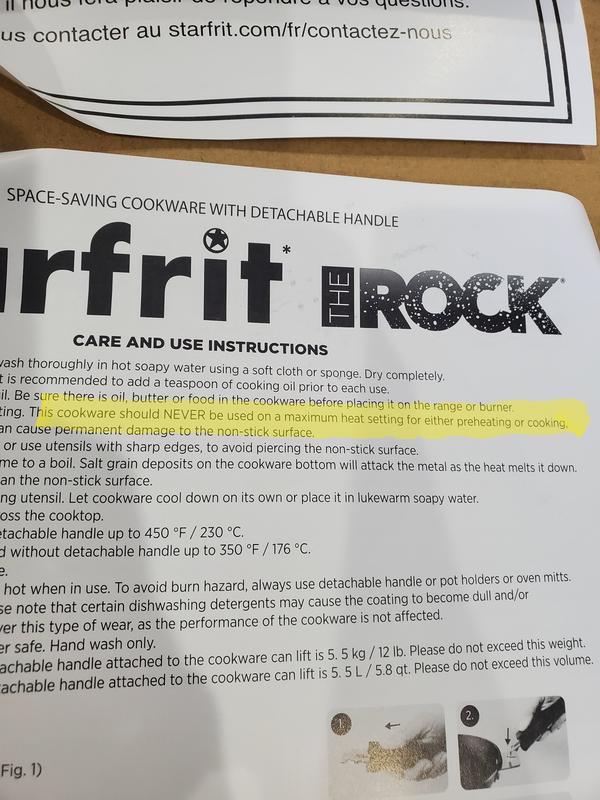 il nous fera plaisir de répondre à vos questions.
us contacter au starfrit.com/fr/contactez-nous
SPACE-SAVING COOKWARE WITH DETACHABLE HANDLE
arfrit*
THE ROCK®
CARE AND USE INSTRUCTIONS
wash thoroughly in hot soapy water using a soft cloth or sponge. Dry completely.
t is recommended to add a teaspoon of cooking oil prior to each use.
il. Be sure there is oil, butter or food in the cookware before placing it on the range or burner.
ting. This cookware should NEVER be used on a maximum heat setting for either preheating or cooking,
an cause permanent damage to the non-stick surface.
or use utensils with sharp edges, to avoid piercing the non-stick surface.
me to a boil. Salt grain deposits on the cookware bottom will attack the metal as the heat melts it down.
an the non-stick surface.
ng utensil. Let cookware cool down on its own or place it in lukewarm soapy water.
oss the cooktop.
etachable handle up to 450 °F / 230 °C.
d without detachable handle up to 350 °F / 176 °C.
e.
hot when in use. To avoid burn hazard, always use detachable handle or pot holders or oven mitts.
se note that certain dishwashing detergents may cause the coating to become dull and/or
ver this type of wear, as the performance of the cookware is not affected.
er safe. Hand wash only.
achable handle attached to the cookware can lift is 5. 5 kg / 12 lb. Please do not exceed this weight.
achable handle attached to the cookware can lift is 5. 5 L / 5.8 qt. Please do not exceed this volume.
1.
2.
Fig. 1)